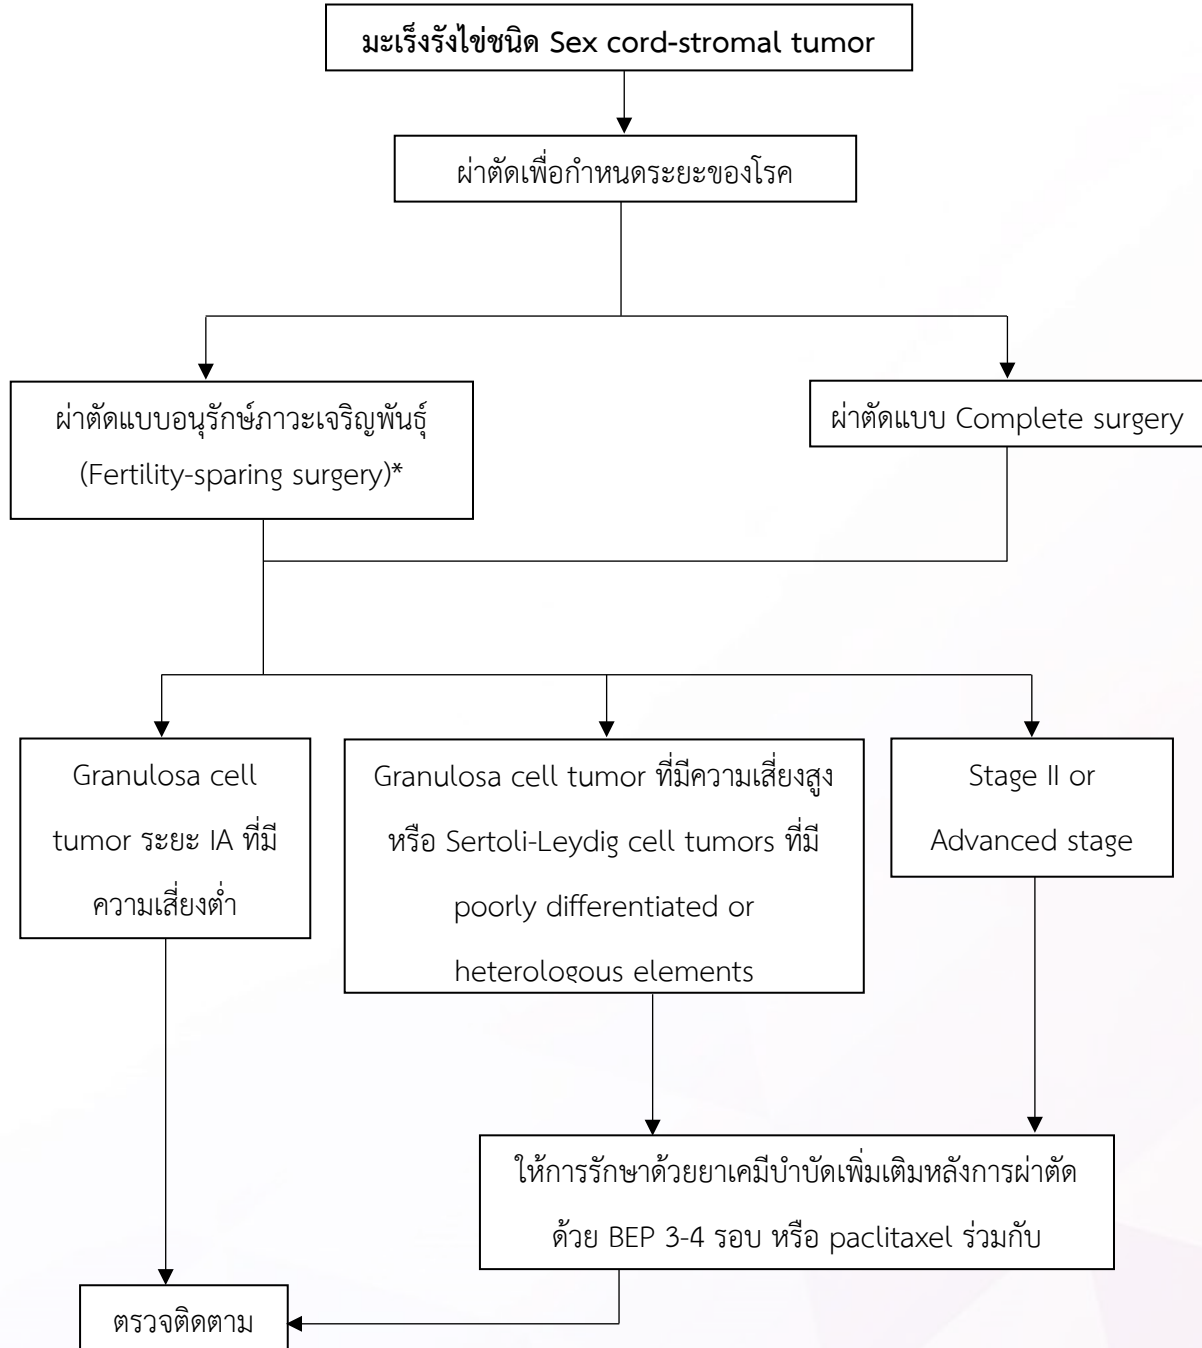 มะเร็งรังไข่ชนิด Sex cord-stromal tumor
ผ่าตัดเพื่อกำหนดระยะของโรค
ผ่าตัดแบบอนุรักษ์ภาวะเจริญพันธุ์
(Fertility-sparing surgery)*
ผ่าตัดแบบ Complete surgery
Granulosa cell
tumor ระยะ IA ที่มี
ความเสี่ยงต่ำ
Granulosa cell tumor ที่มีความเสี่ยงสูง
หรือ Sertoli-Leydig cell tumors ที่มี
poorly differentiated or
heterologous elements
Stage II or
Advanced stage
ให้การรักษาด้วยยาเคมีบำบัดเพิ่มเติมหลังการผ่าตัด
ด้วย BEP 3-4 รอบ หรือ paclitaxel ร่วมกับ
ตรวจติดตาม